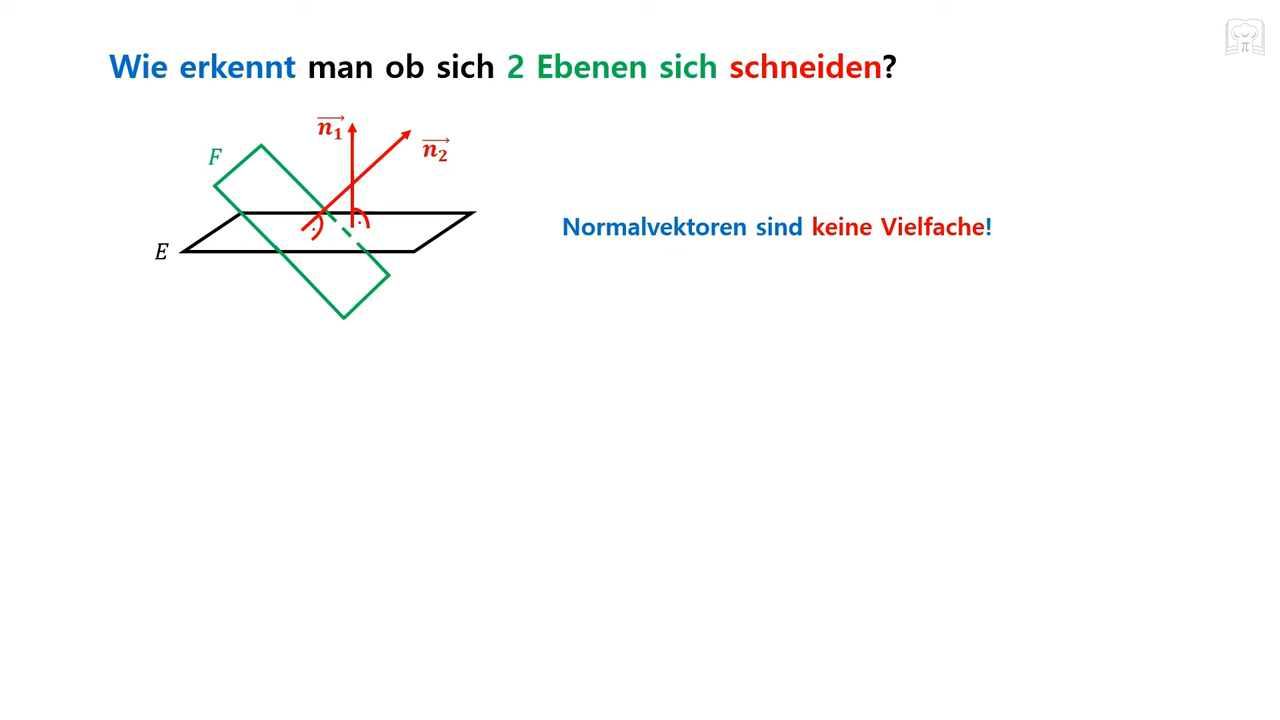 Wie erkennt man ob sich 2 Ebenen sich schneiden?
n₁
n₂
F
Normalvektoren sind keine Vielfache!
E
π